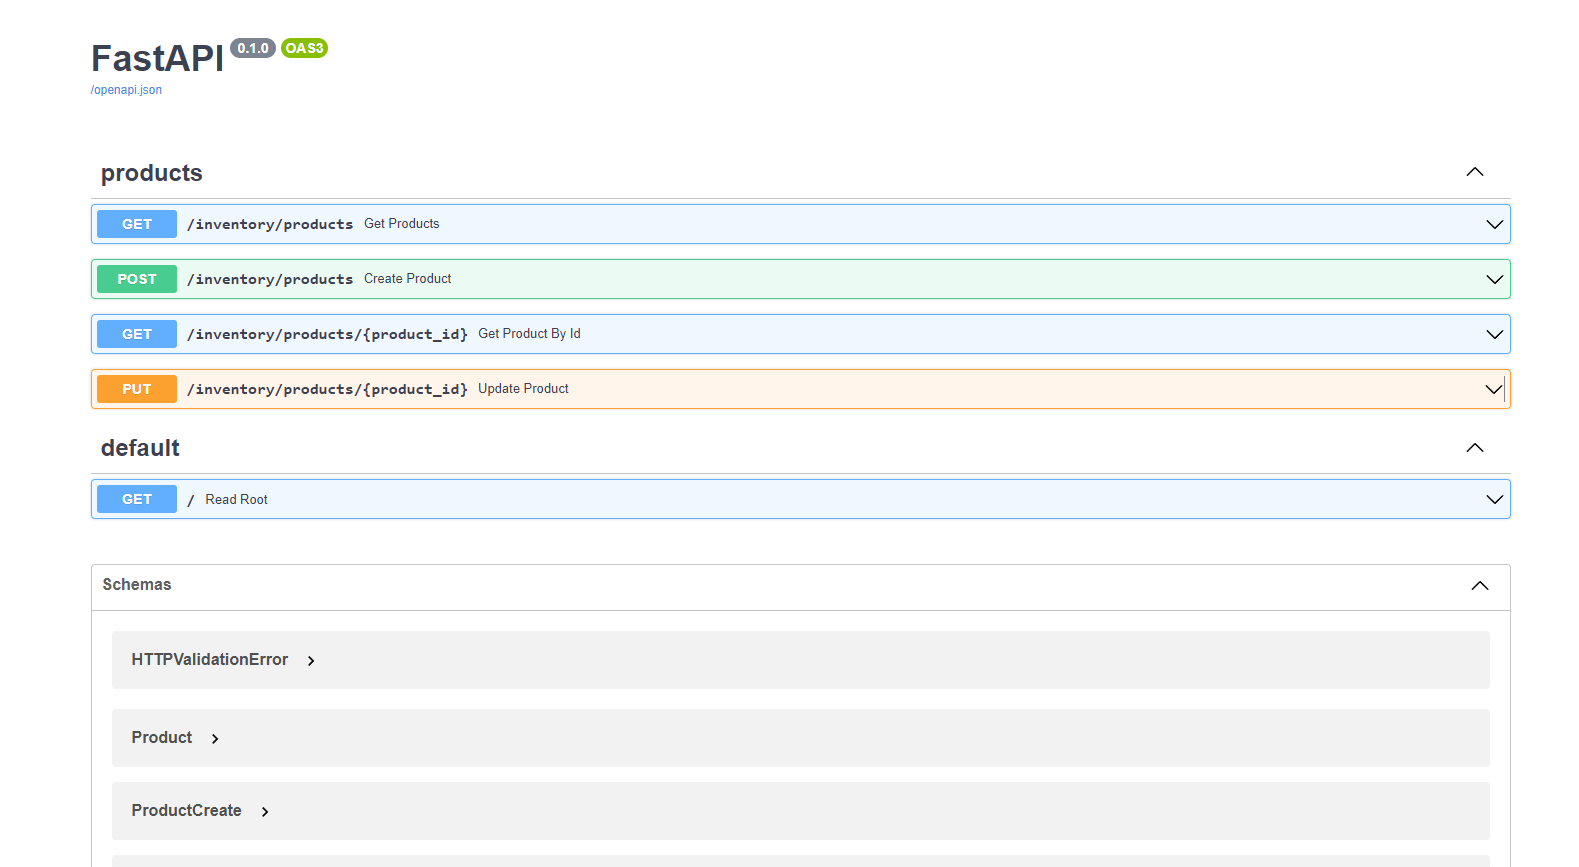 FastAPI 0.1.0 OAS3
/openapi.json
products
GET /inventory/products Get Products
POST /inventory/products Create Product
GET /inventory/products/{product_id} Get Product By Id
PUT /inventory/products/{product_id} Update Product
default
GET / Read Root
Schemas
HTTPValidationError
Product
ProductCreate